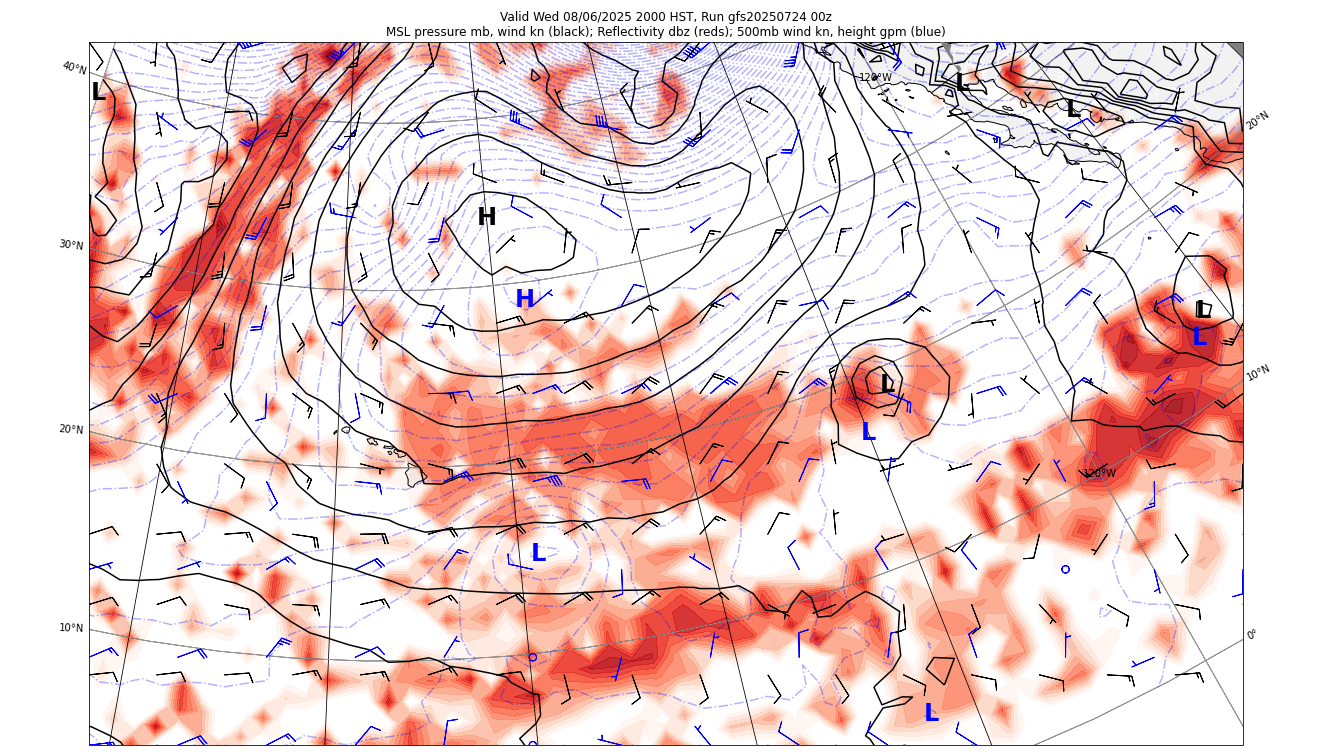 Valid Wed 08/06/2025 2000 HST, Run gfs20250724 00z
MSL pressure mb, wind kn (black); Reflectivity dbz (reds); 500mb wind kn, height gpm (blue)
40°N
L
120°W
L
L
20°N
H
30°N
H
L
L
10°N
L
20°N
L
120°W
L
10°N
0°
L